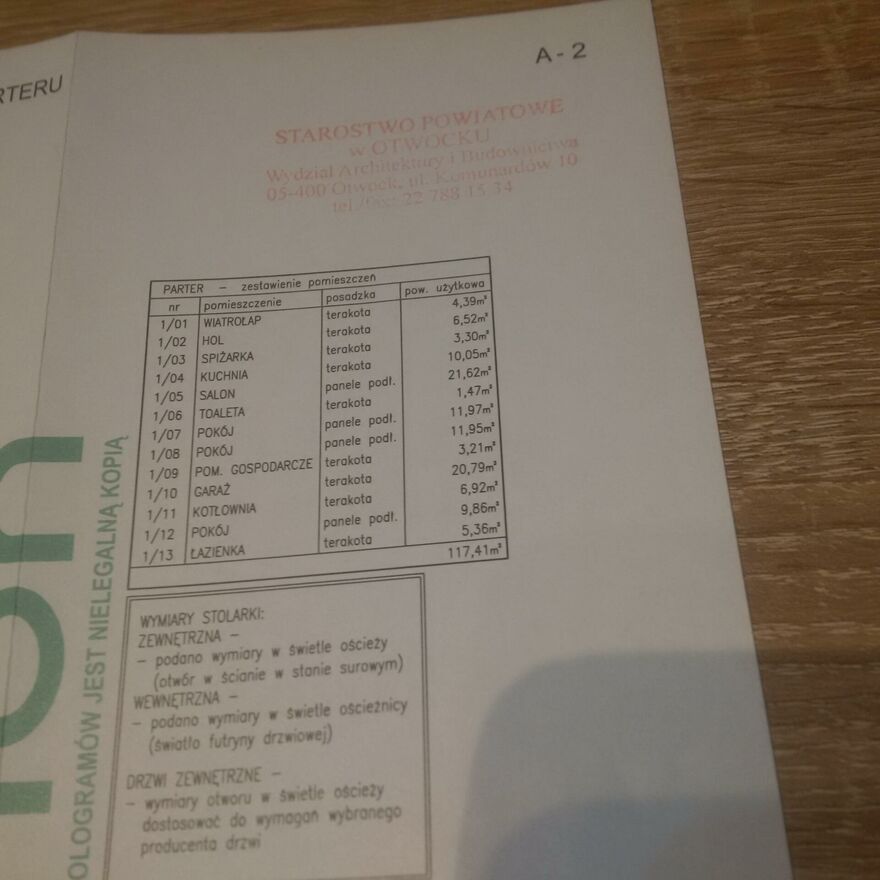 A-2
RTERU
STAROSTWO POWIATOWE
w OTWOCKU
Wydział Architektury i Budownictwa
05-400 Otwock, ul. Komunardów 10
tel./fax: 22 788 15 34
PARTER – zestawienie pomieszczeń
nr pomieszczenie posadzka pow. użytkowa
1/01 WIATROŁAP terakota 4,39m²
1/02 HOL terakota 6,52m²
1/03 SPIŻARKA terakota 3,30m²
1/04 KUCHNIA terakota 10,05m²
1/05 SALON panele podł. 21,62m²
1/06 TOALETA terakota 1,47m²
1/07 POKÓJ panele podł. 11,97m²
1/08 POKÓJ panele podł. 11,95m²
1/09 POM. GOSPODARCZE terakota 3,21m²
1/10 GARAŻ terakota 20,79m²
1/11 KOTŁOWNIA terakota 6,92m²
1/12 POKÓJ panele podł. 9,86m²
1/13 ŁAZIENKA terakota 5,36m²
117,41m²
WYMIARY STOLARKI:
ZEWNĘTRZNA –
– podano wymiary w świetle ościeży
(otwór w ścianie w stanie surowym)
WEWNĘTRZNA –
– podano wymiary w świetle ościeżnicy
(światło futryny drzwiowej)
DRZWI ZEWNĘTRZNE –
– wymiary otworu w świetle ościeży
dostosować do wymagań wybranego
producenta drzwi
OLOGRAMÓW JEST NIELEGALNĄ KOPIĄ